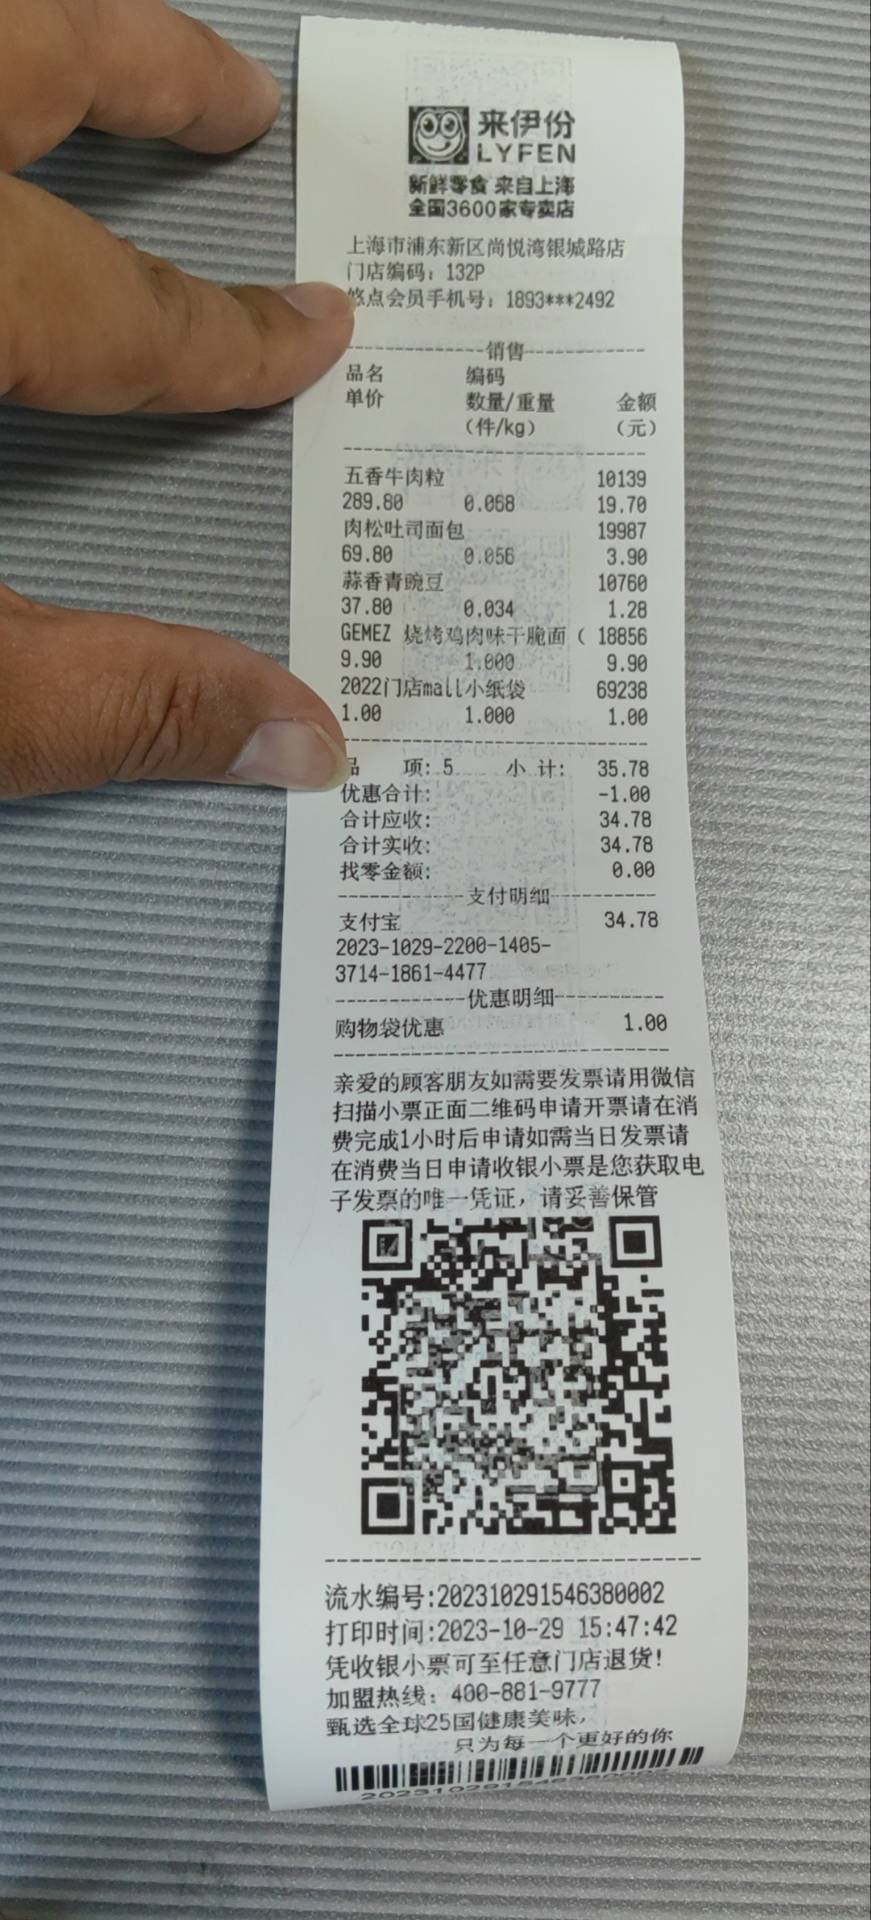 来伊份
LYFEN
新鲜零食 来自上海
全国3600家专卖店
上海市浦东新区尚悦湾银城路店
门店编码：132P
悠点会员手机号：1893***2492
销售
品名 编码
单价 数量/重量 金额
（件/kg） （元）
五香牛肉粒 10139
289.80 0.068 19.70
肉松吐司面包 19987
69.80 0.056 3.90
蒜香青豌豆 10760
37.80 0.034 1.28
GEMEZ 烧烤鸡肉味干脆面（ 18856
9.90 1.000 9.90
2022门店mall小纸袋 69238
1.00 1.000 1.00
品 项: 5 小 计: 35.78
优惠合计: -1.00
合计应收: 34.78
合计实收: 34.78
找零金额: 0.00
支付明细
支付宝 34.78
2023-1029-2200-1405-
3714-1861-4477
优惠明细
购物袋优惠 1.00
亲爱的顾客朋友如需要发票请用微信
扫描小票正面二维码申请开票请在消
费完成1小时后申请如需当日发票请
在消费当日申请收银小票是您获取电
子发票的唯一凭证，请妥善保管
流水编号:202310291546380002
打印时间:2023-10-29 15:47:42
凭收银小票可至任意门店退货!
加盟热线：400-881-9777
甄选全球25国健康美味，
只为每一个更好的你
202310291546380002